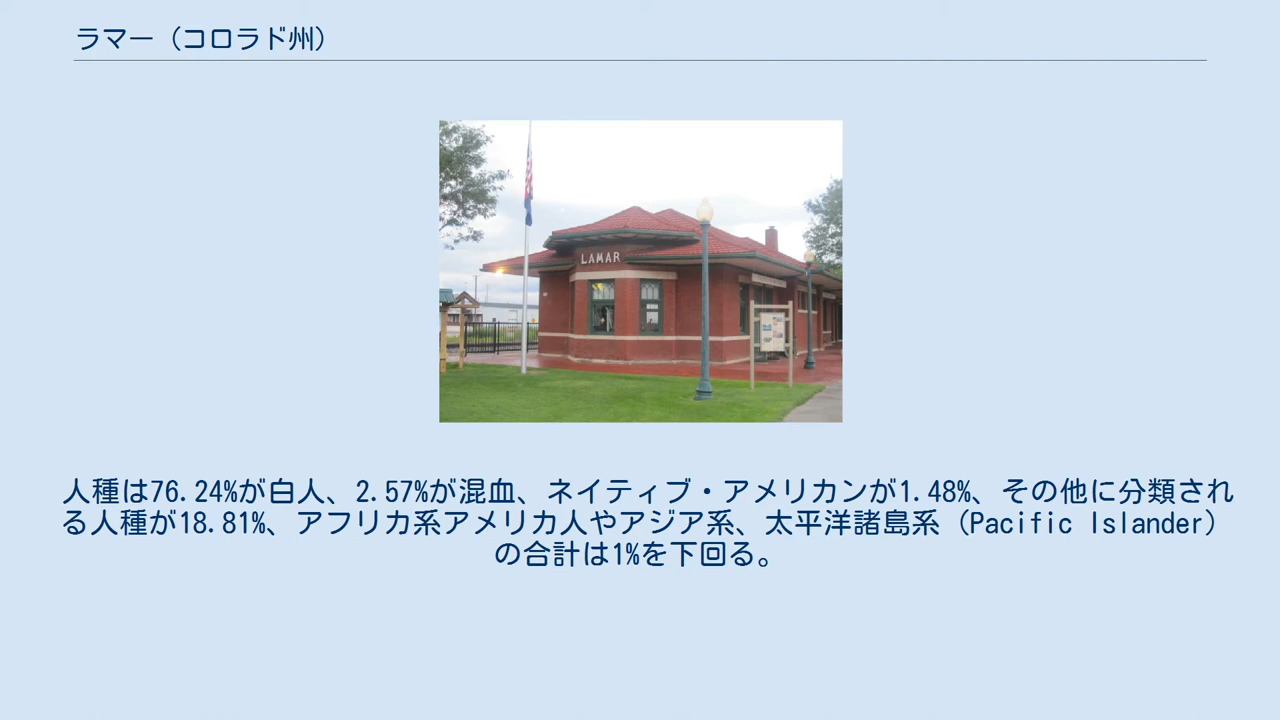 ラマー（コロラド州）
LAMAR
人種は76.24%が白人、2.57%が混血、ネイティブ・アメリカンが1.48%、その他に分類され
る人種が18.81%、アフリカ系アメリカ人やアジア系、太平洋諸島系（Pacific Islander）
の合計は1%を下回る。